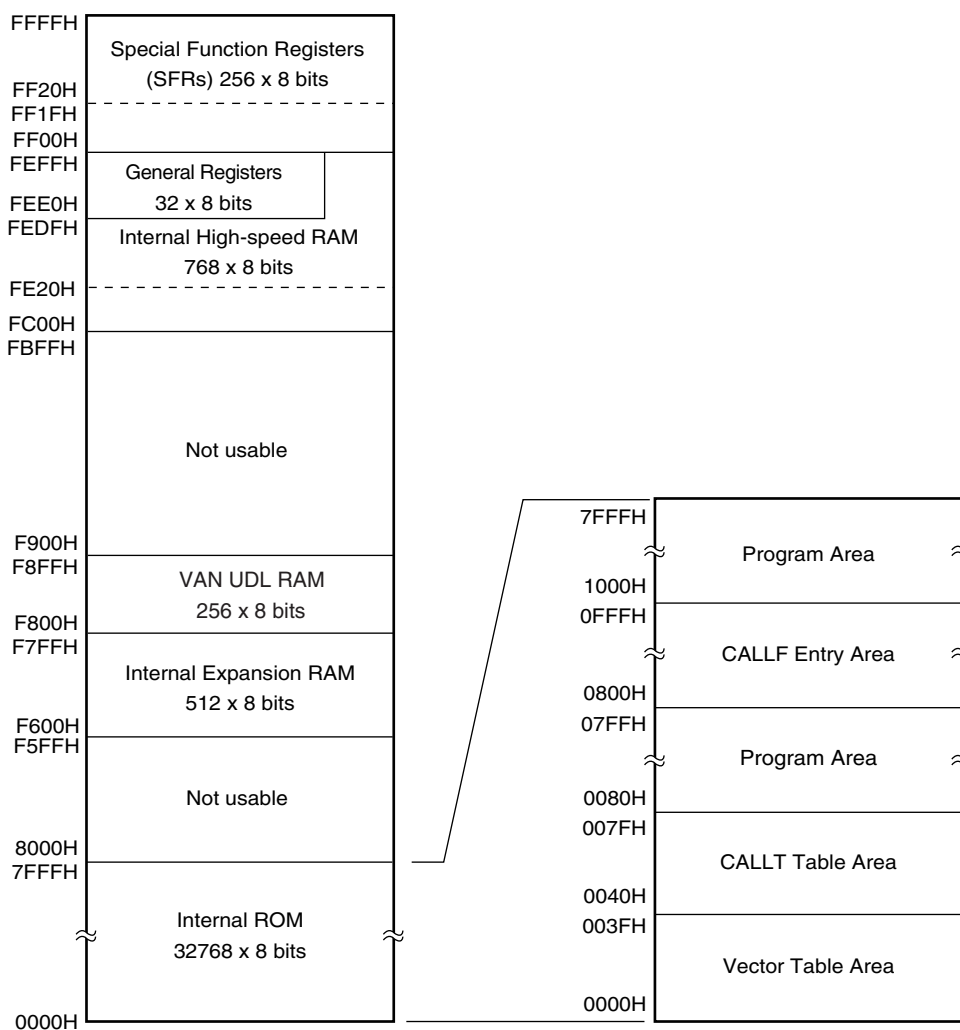 FFFFH
Special Function Registers
(SFRs) 256 x 8 bits
FF20H
FF1FH
FF00H
FEFFH
General Registers
32 x 8 bits
FEE0H
FEDFH
Internal High-speed RAM
768 x 8 bits
FE20H
FC00H
FBFFH
Not usable
F900H
F8FFH
VAN UDL RAM
256 x 8 bits
F800H
F7FFH
Internal Expansion RAM
512 x 8 bits
F600H
F5FFH
Not usable
8000H
7FFFH
Internal ROM
32768 x 8 bits
0000H
7FFFH
Program Area
1000H
0FFFH
CALLF Entry Area
0800H
07FFH
Program Area
0080H
007FH
CALLT Table Area
0040H
003FH
Vector Table Area
0000H